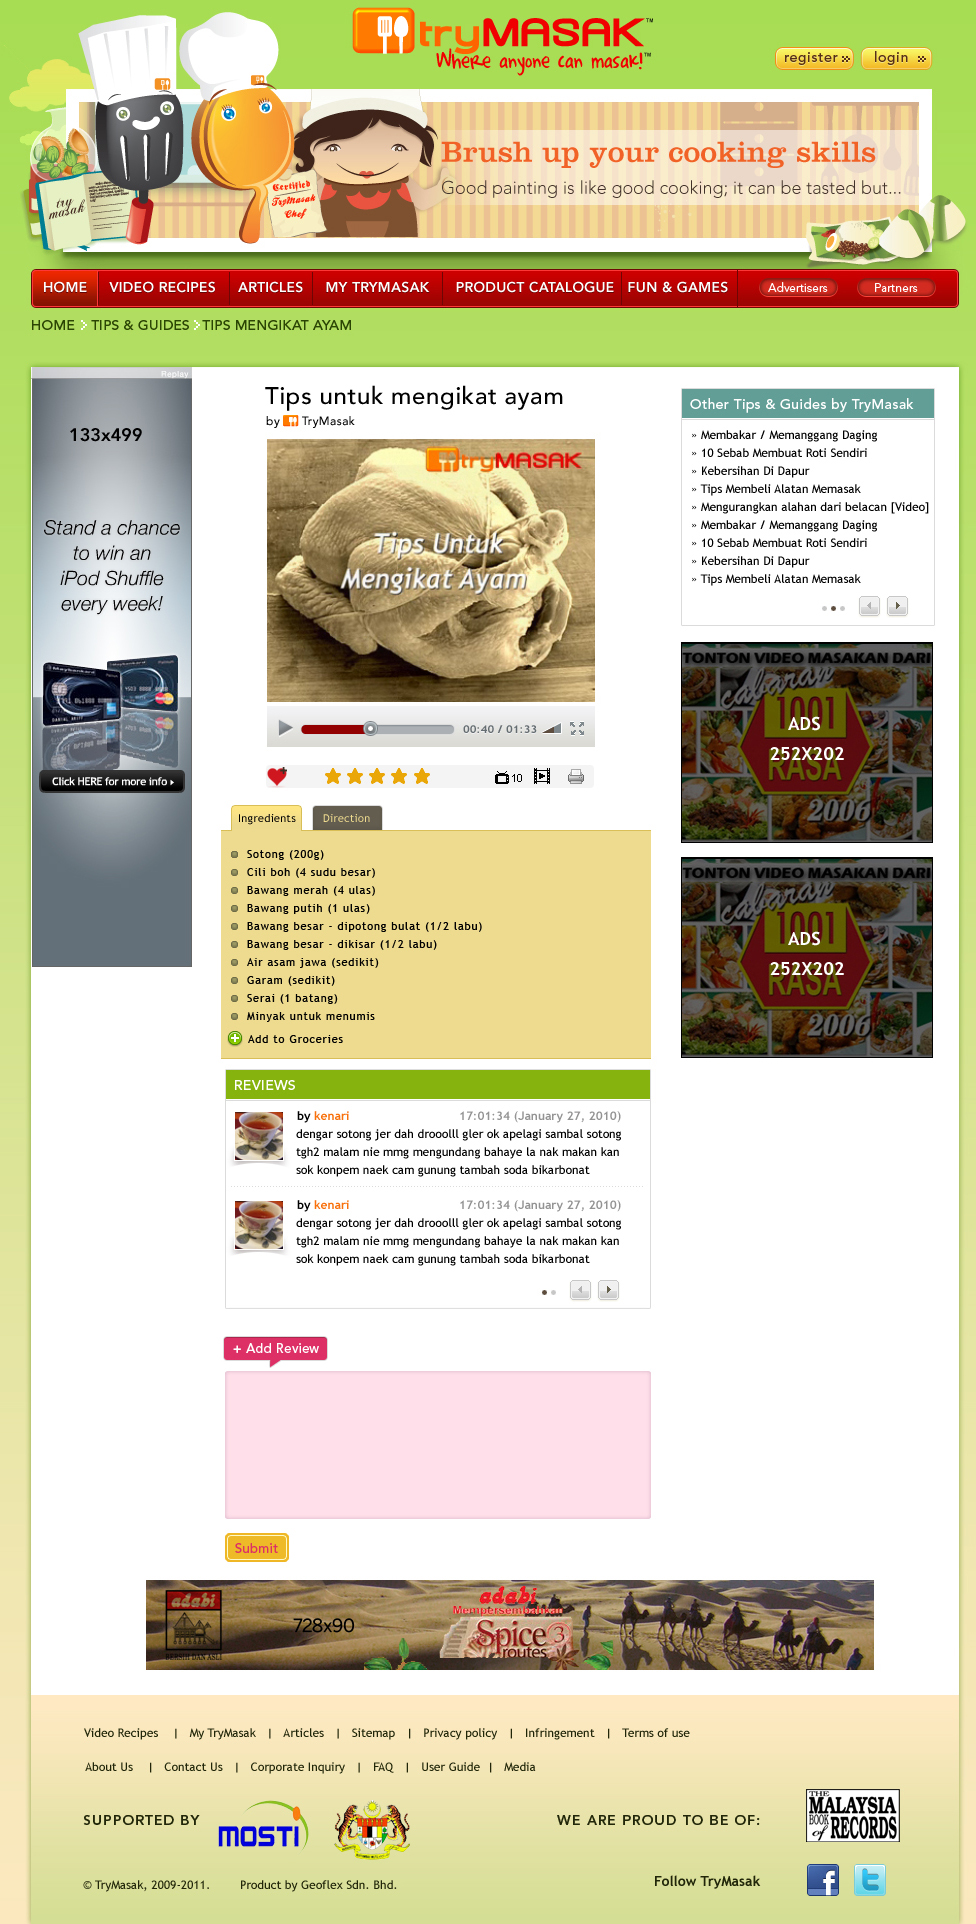 tryMASAK™
Where anyone can masak!™
register
login
Brush up your cooking skills
Good painting is like good cooking; it can be tasted but...
try masak
Certified
TryMasak
Chef
HOME
VIDEO RECIPES
ARTICLES
MY TRYMASAK
PRODUCT CATALOGUE
FUN & GAMES
Advertisers
Partners
HOME > TIPS & GUIDES > TIPS MENGIKAT AYAM
Replay
133x499
Stand a chance
to win an
iPod Shuffle
every week!
Click HERE for more info
Tips untuk mengikat ayam
by TryMasak
tryMASAK
Tips Untuk
Mengikat Ayam
00:40 / 01:33
10
Ingredients
Direction
Sotong (200g)
Cili boh (4 sudu besar)
Bawang merah (4 ulas)
Bawang putih (1 ulas)
Bawang besar - dipotong bulat (1/2 labu)
Bawang besar - dikisar (1/2 labu)
Air asam jawa (sedikit)
Garam (sedikit)
Serai (1 batang)
Minyak untuk menumis
Add to Groceries
REVIEWS
by kenari 17:01:34 (January 27, 2010)
dengar sotong jer dah drooolll gler ok apelagi sambal sotong
tgh2 malam nie mmg mengundang bahaye la nak makan kan
sok konpem naek cam gunung tambah soda bikarbonat
by kenari 17:01:34 (January 27, 2010)
dengar sotong jer dah drooolll gler ok apelagi sambal sotong
tgh2 malam nie mmg mengundang bahaye la nak makan kan
sok konpem naek cam gunung tambah soda bikarbonat
+ Add Review
Submit
Other Tips & Guides by TryMasak
» Membakar / Memanggang Daging
» 10 Sebab Membuat Roti Sendiri
» Kebersihan Di Dapur
» Tips Membeli Alatan Memasak
» Mengurangkan alahan dari belacan [Video]
» Membakar / Memanggang Daging
» 10 Sebab Membuat Roti Sendiri
» Kebersihan Di Dapur
» Tips Membeli Alatan Memasak
TONTON VIDEO MASAKAN DARI
cabaran
1001
RASA
2006
ADS
252X202
TONTON VIDEO MASAKAN DARI
cabaran
1001
RASA
2006
ADS
252X202
adabi
BERSIH DAN ASLI
728x90
adabi
Mempersembahkan
Spice 3
routes
Video Recipes | My TryMasak | Articles | Sitemap | Privacy policy | Infringement | Terms of use
About Us | Contact Us | Corporate Inquiry | FAQ | User Guide | Media
SUPPORTED BY
MOSTI
WE ARE PROUD TO BE OF:
THE
MALAYSIA
BOOK of RECORDS
© TryMasak, 2009-2011.
Product by Geoflex Sdn. Bhd.
Follow TryMasak
f
t